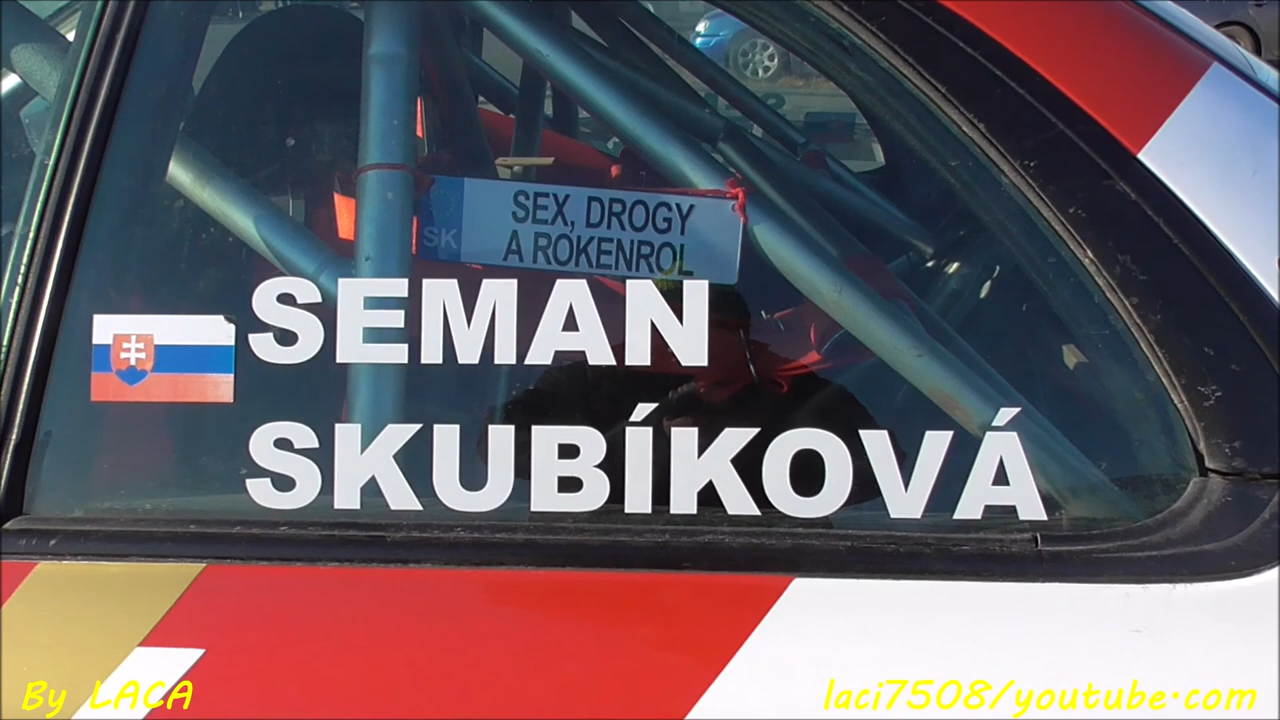 SK
SEX, DROGY
A ROKENROL
SEMAN
SKUBÍKOVÁ
By LACA
laci7508/youtube.com